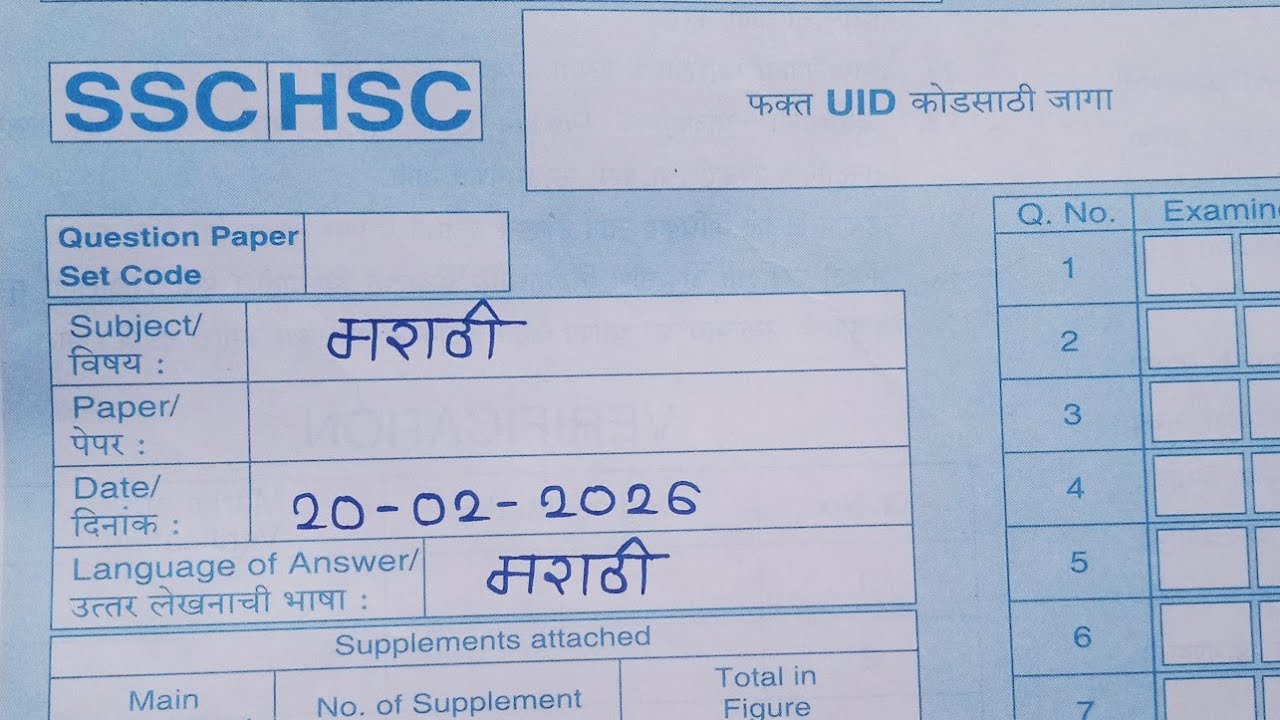 SSC HSC
फक्त UID कोडसाठी जागा
Question Paper
Set Code
Subject/
विषय :
मराठी
Paper/
पेपर :
Date/
दिनांक :
20-02-2026
Language of Answer/
उत्तर लेखनाची भाषा :
मराठी
Supplements attached
Main
No. of Supplement
Total in
Figure
Q. No.
Examine
1
2
3
4
5
6
7
VERIFICATION